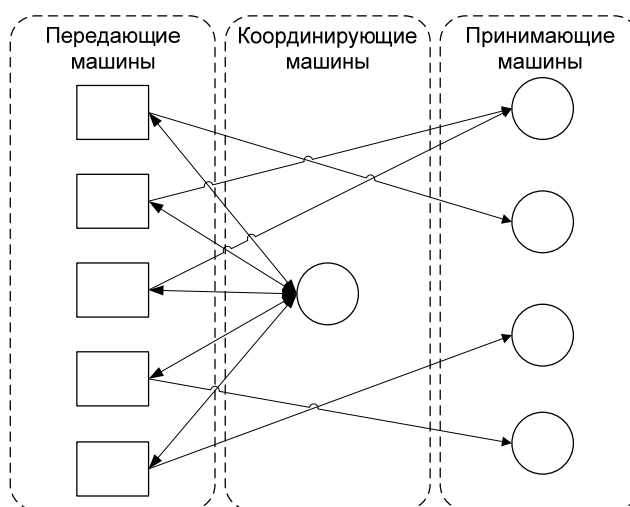 Передающие
машины
Координирующие
машины
Принимающие
машины